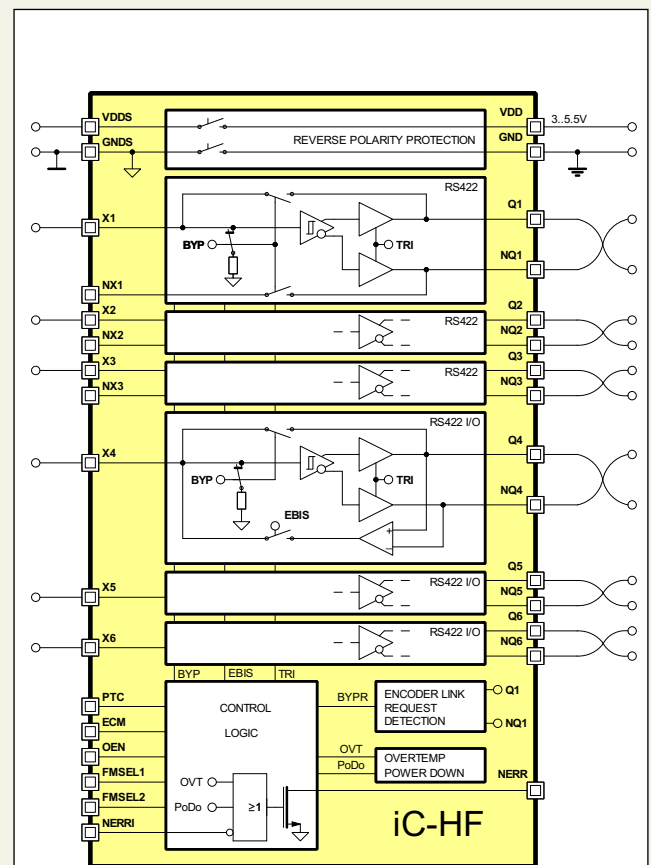 VDDS
VDD
3..5.5V
REVERSE POLARITY PROTECTION
GNDS
GND
RS422
Q1
X1
BYP
TRI
NQ1
NX1
X2
RS422
Q2
NX2
NQ2
X3
RS422
Q3
NX3
NQ3
RS422 I/O
X4
Q4
BYP
TRI
NQ4
EBIS
+
−
X5
RS422 I/O
Q5
NQ5
X6
RS422 I/O
Q6
NQ6
BYP EBIS TRI
PTC
CONTROL
LOGIC
BYPR
ENCODER LINK
REQUEST
DETECTION
Q1
NQ1
ECM
OEN
OVT
PoDo
OVERTEMP
POWER DOWN
NERR
FMSEL1
OVT
FMSEL2
PoDo
≥1
NERRI
iC-HF